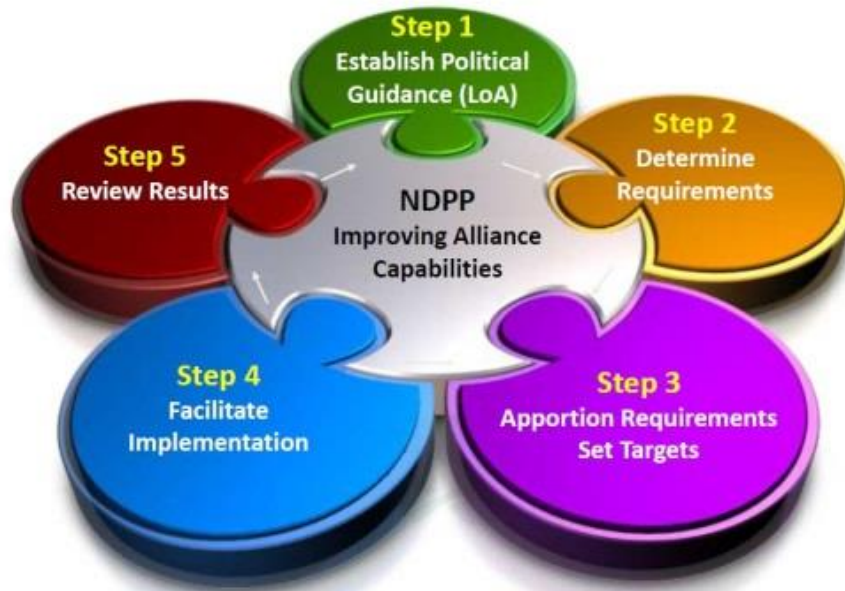 Step 1
Establish Political
Guidance (LoA)
Step 2
Determine
Requirements
Step 5
Review Results
NDPP
Improving Alliance
Capabilities
Step 4
Facilitate
Implementation
Step 3
Apportion Requirements
Set Targets